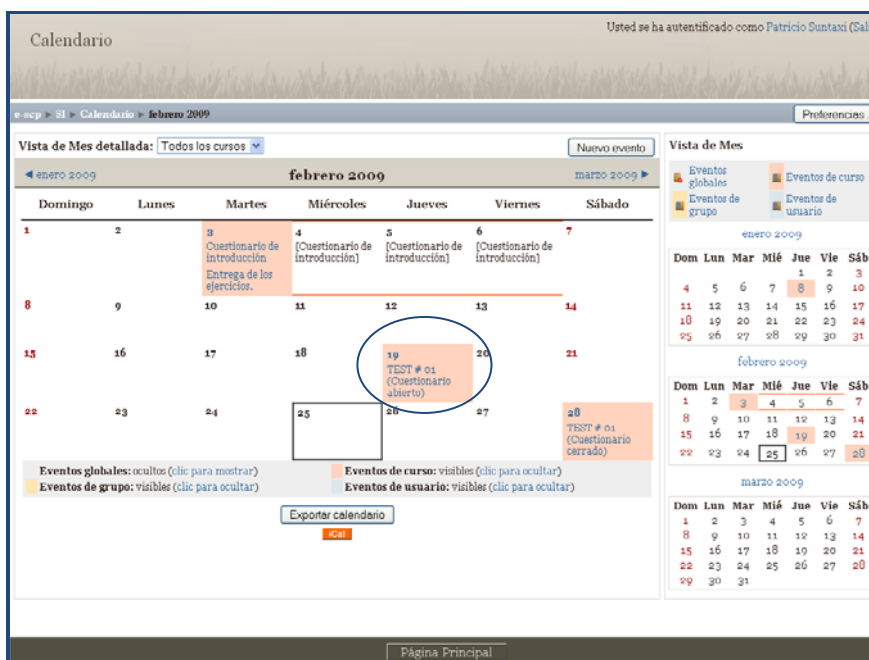 Usted se ha autentificado como Patricio Suntaxi (Sali
Calendario
e-scp ► SI ► Calendario ► febrero 2009
Preferencias
Vista de Mes detallada: Todos los cursos
Nuevo evento
◄ enero 2009 febrero 2009 marzo 2009 ►
Domingo Lunes Martes Miércoles Jueves Viernes Sábado
1 2 3 4 5 6 7
Cuestionario de introducción
Entrega de los ejercicios.
[Cuestionario de introducción]
[Cuestionario de introducción]
[Cuestionario de introducción]
8 9 10 11 12 13 14
15 16 17 18 19 20 21
TEST # 01
(Cuestionario
abierto)
22 23 24 25 26 27 28
TEST # 01
(Cuestionario
cerrado)
Eventos globales: ocultos (clic para mostrar) Eventos de curso: visibles (clic para ocultar)
Eventos de grupo: visibles (clic para ocultar) Eventos de usuario: visibles (clic para ocultar)
Exportar calendario
iCal
Vista de Mes
Eventos globales
Eventos de curso
Eventos de grupo
Eventos de usuario
enero 2009
Dom Lun Mar Mié Jue Vie Sáb
1 2 3
4 5 6 7 8 9 10
11 12 13 14 15 16 17
18 19 20 21 22 23 24
25 26 27 28 29 30 31
febrero 2009
Dom Lun Mar Mié Jue Vie Sáb
1 2 3 4 5 6 7
8 9 10 11 12 13 14
15 16 17 18 19 20 21
22 23 24 25 26 27 28
marzo 2009
Dom Lun Mar Mié Jue Vie Sáb
1 2 3 4 5 6 7
8 9 10 11 12 13 14
15 16 17 18 19 20 21
22 23 24 25 26 27 28
29 30 31
Página Principal